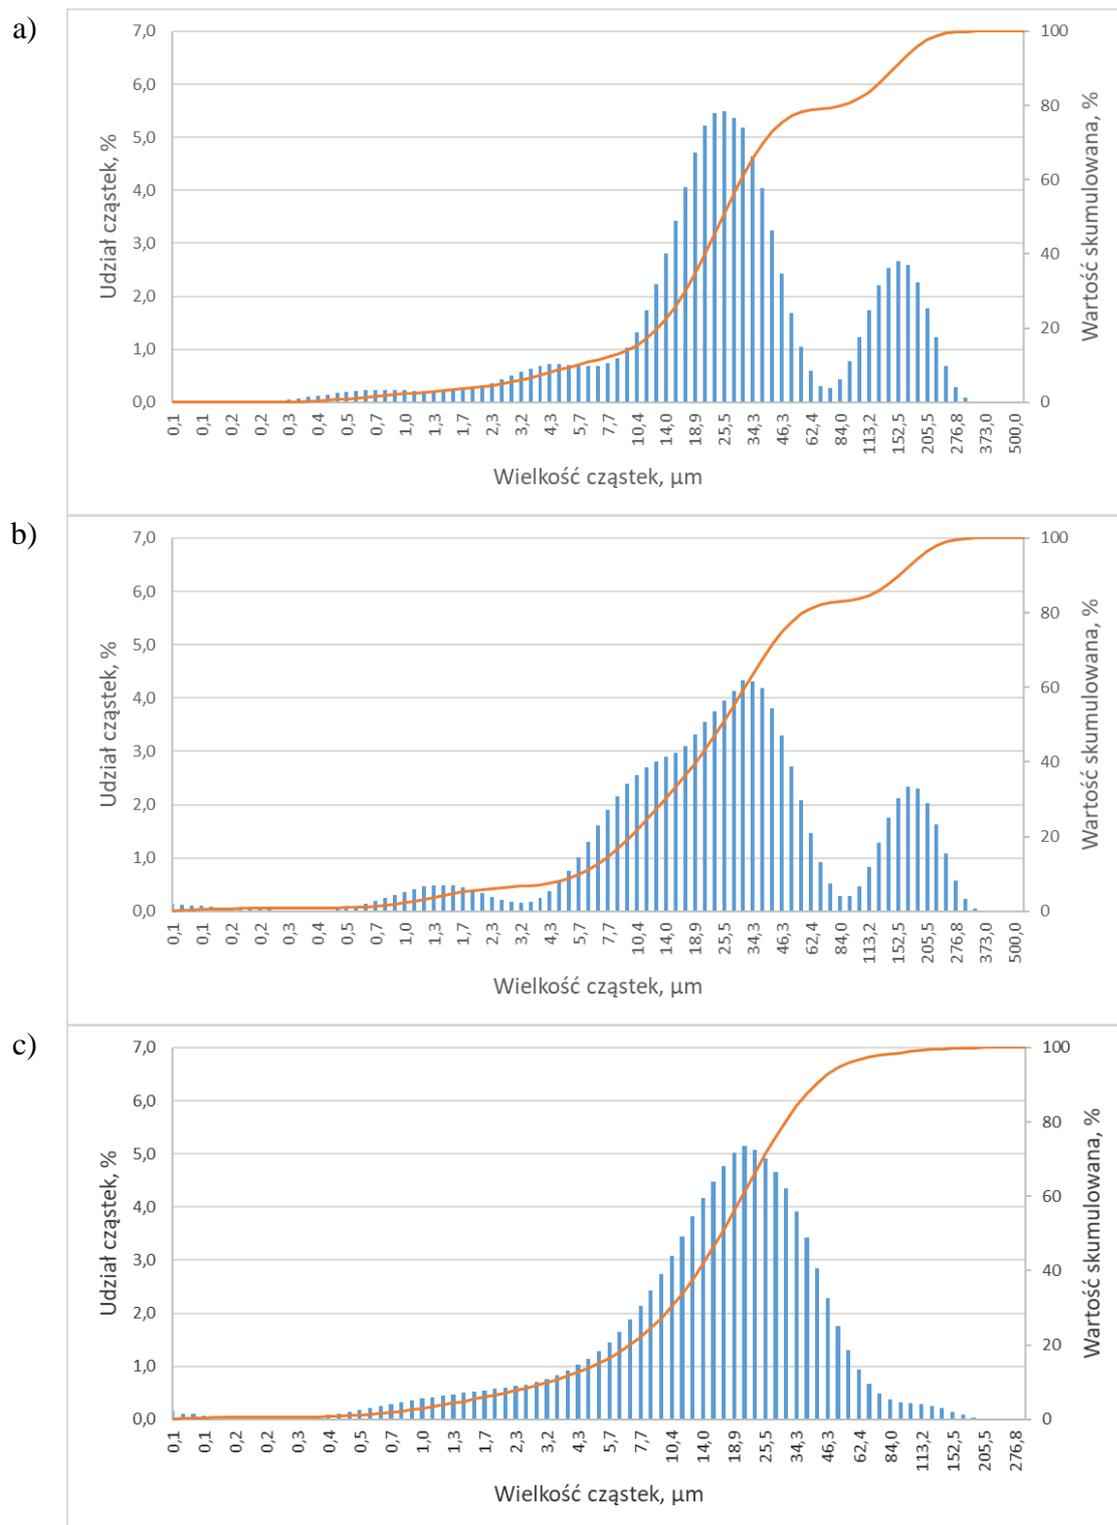 a)
7,0
6,0
5,0
4,0
3,0
2,0
1,0
0,0
Udział cząstek, %
100
80
60
40
20
0
Wartość skumulowana, %
0,1 0,1 0,2 0,2 0,3 0,4 0,5 0,7 1,0 1,3 1,7 2,3 3,2 4,3 5,7 7,7 10,4 14,0 18,9 25,5 34,3 46,3 62,4 84,0 113,2 152,5 205,5 276,8 373,0 500,0
Wielkość cząstek, µm
b)
7,0
6,0
5,0
4,0
3,0
2,0
1,0
0,0
Udział cząstek, %
100
80
60
40
20
0
Wartość skumulowana, %
0,1 0,1 0,2 0,2 0,3 0,4 0,5 0,7 1,0 1,3 1,7 2,3 3,2 4,3 5,7 7,7 10,4 14,0 18,9 25,5 34,3 46,3 62,4 84,0 113,2 152,5 205,5 276,8 373,0 500,0
Wielkość cząstek, µm
c)
7,0
6,0
5,0
4,0
3,0
2,0
1,0
0,0
Udział cząstek, %
100
80
60
40
20
0
Wartość skumulowana, %
0,1 0,1 0,2 0,2 0,3 0,4 0,5 0,7 1,0 1,3 1,7 2,3 3,2 4,3 5,7 7,7 10,4 14,0 18,9 25,5 34,3 46,3 62,4 84,0 113,2 152,5 205,5 276,8
Wielkość cząstek, µm